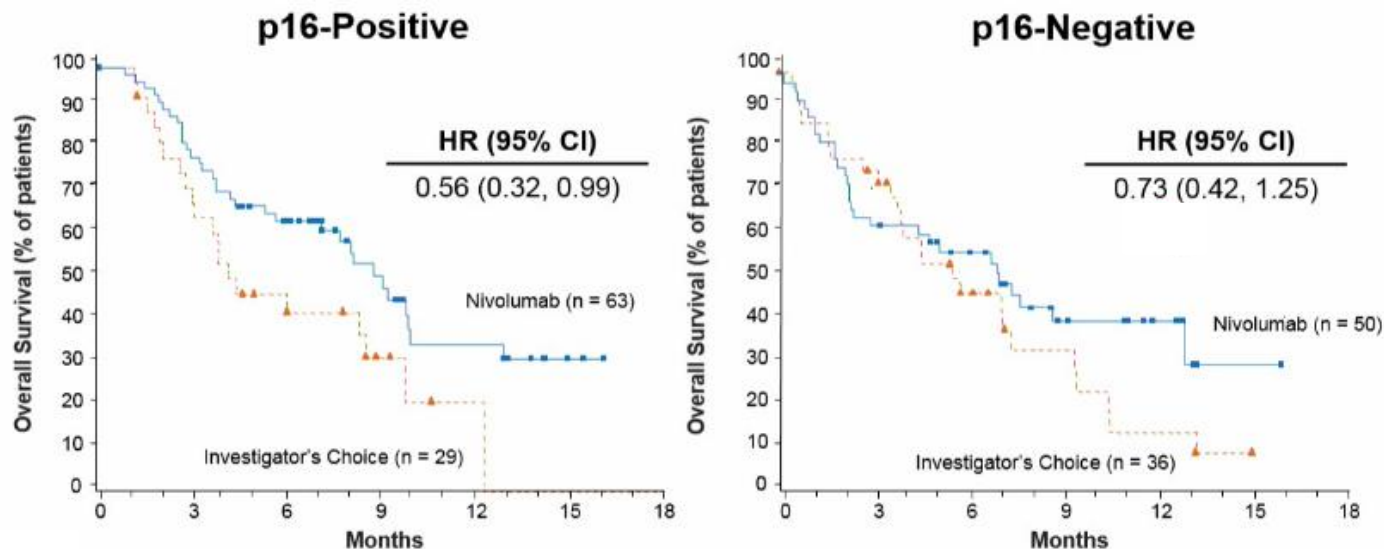 p16-Positive
Overall Survival (% of patients)
100
90
80
70
60
50
40
30
20
10
0
HR (95% CI)
0.56 (0.32, 0.99)
Nivolumab (n = 63)
Investigator's Choice (n = 29)
0 3 6 9 12 15 18
Months
p16-Negative
Overall Survival (% of patients)
100
90
80
70
60
50
40
30
20
10
0
HR (95% CI)
0.73 (0.42, 1.25)
Nivolumab (n = 50)
Investigator's Choice (n = 36)
0 3 6 9 12 15 18
Months